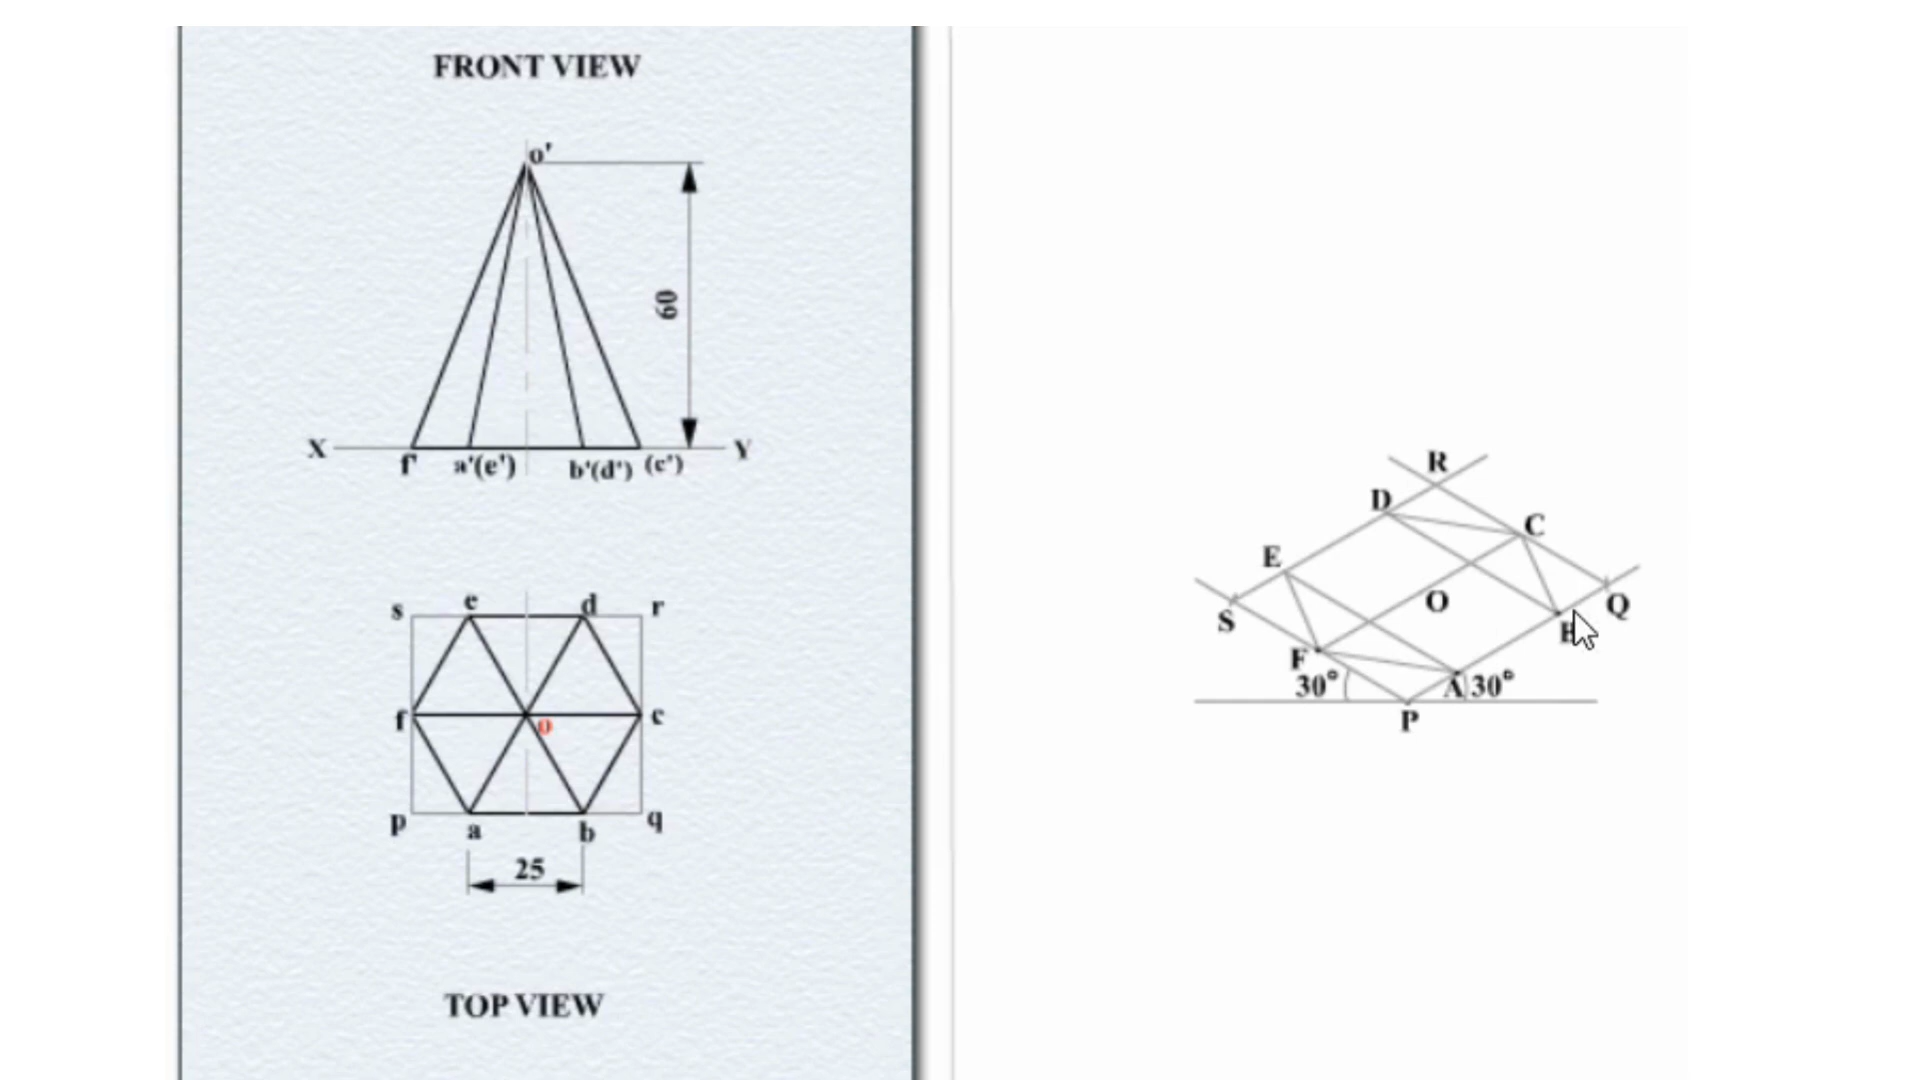 FRONT VIEW
o'
60
X
f'
a'(e')
b'(d')
(c')
Y
s
e
d
r
f
o
c
p
a
b
q
25
TOP VIEW
R
D
C
E
O
S
Q
F
30°
A
30°
P